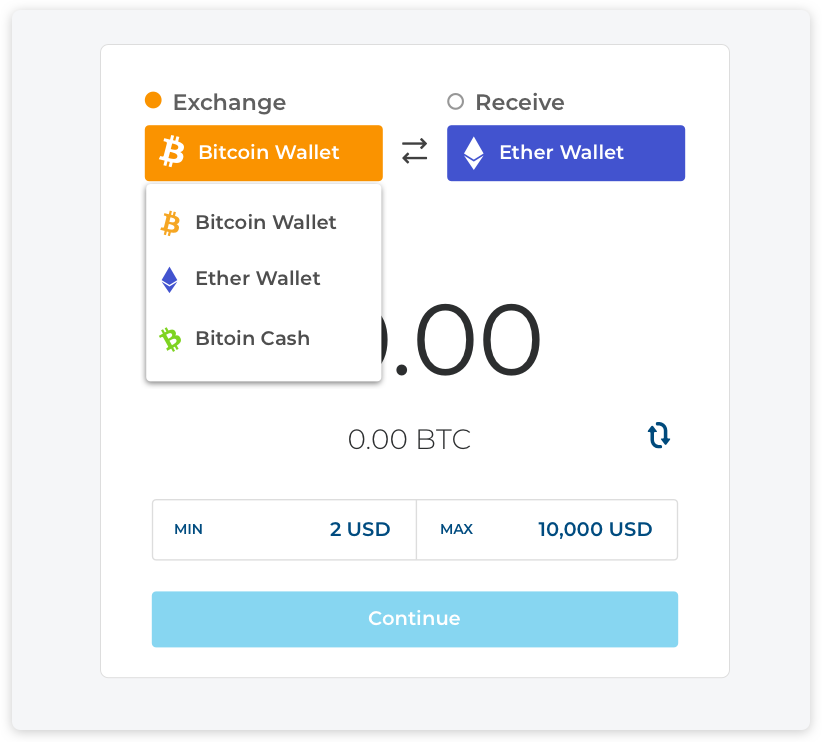 Exchange
Receive
Bitcoin Wallet
Ether Wallet
Bitcoin Wallet
Ether Wallet
Bitoin Cash
.00
0.00 BTC
MIN 2 USD MAX 10,000 USD
Continue